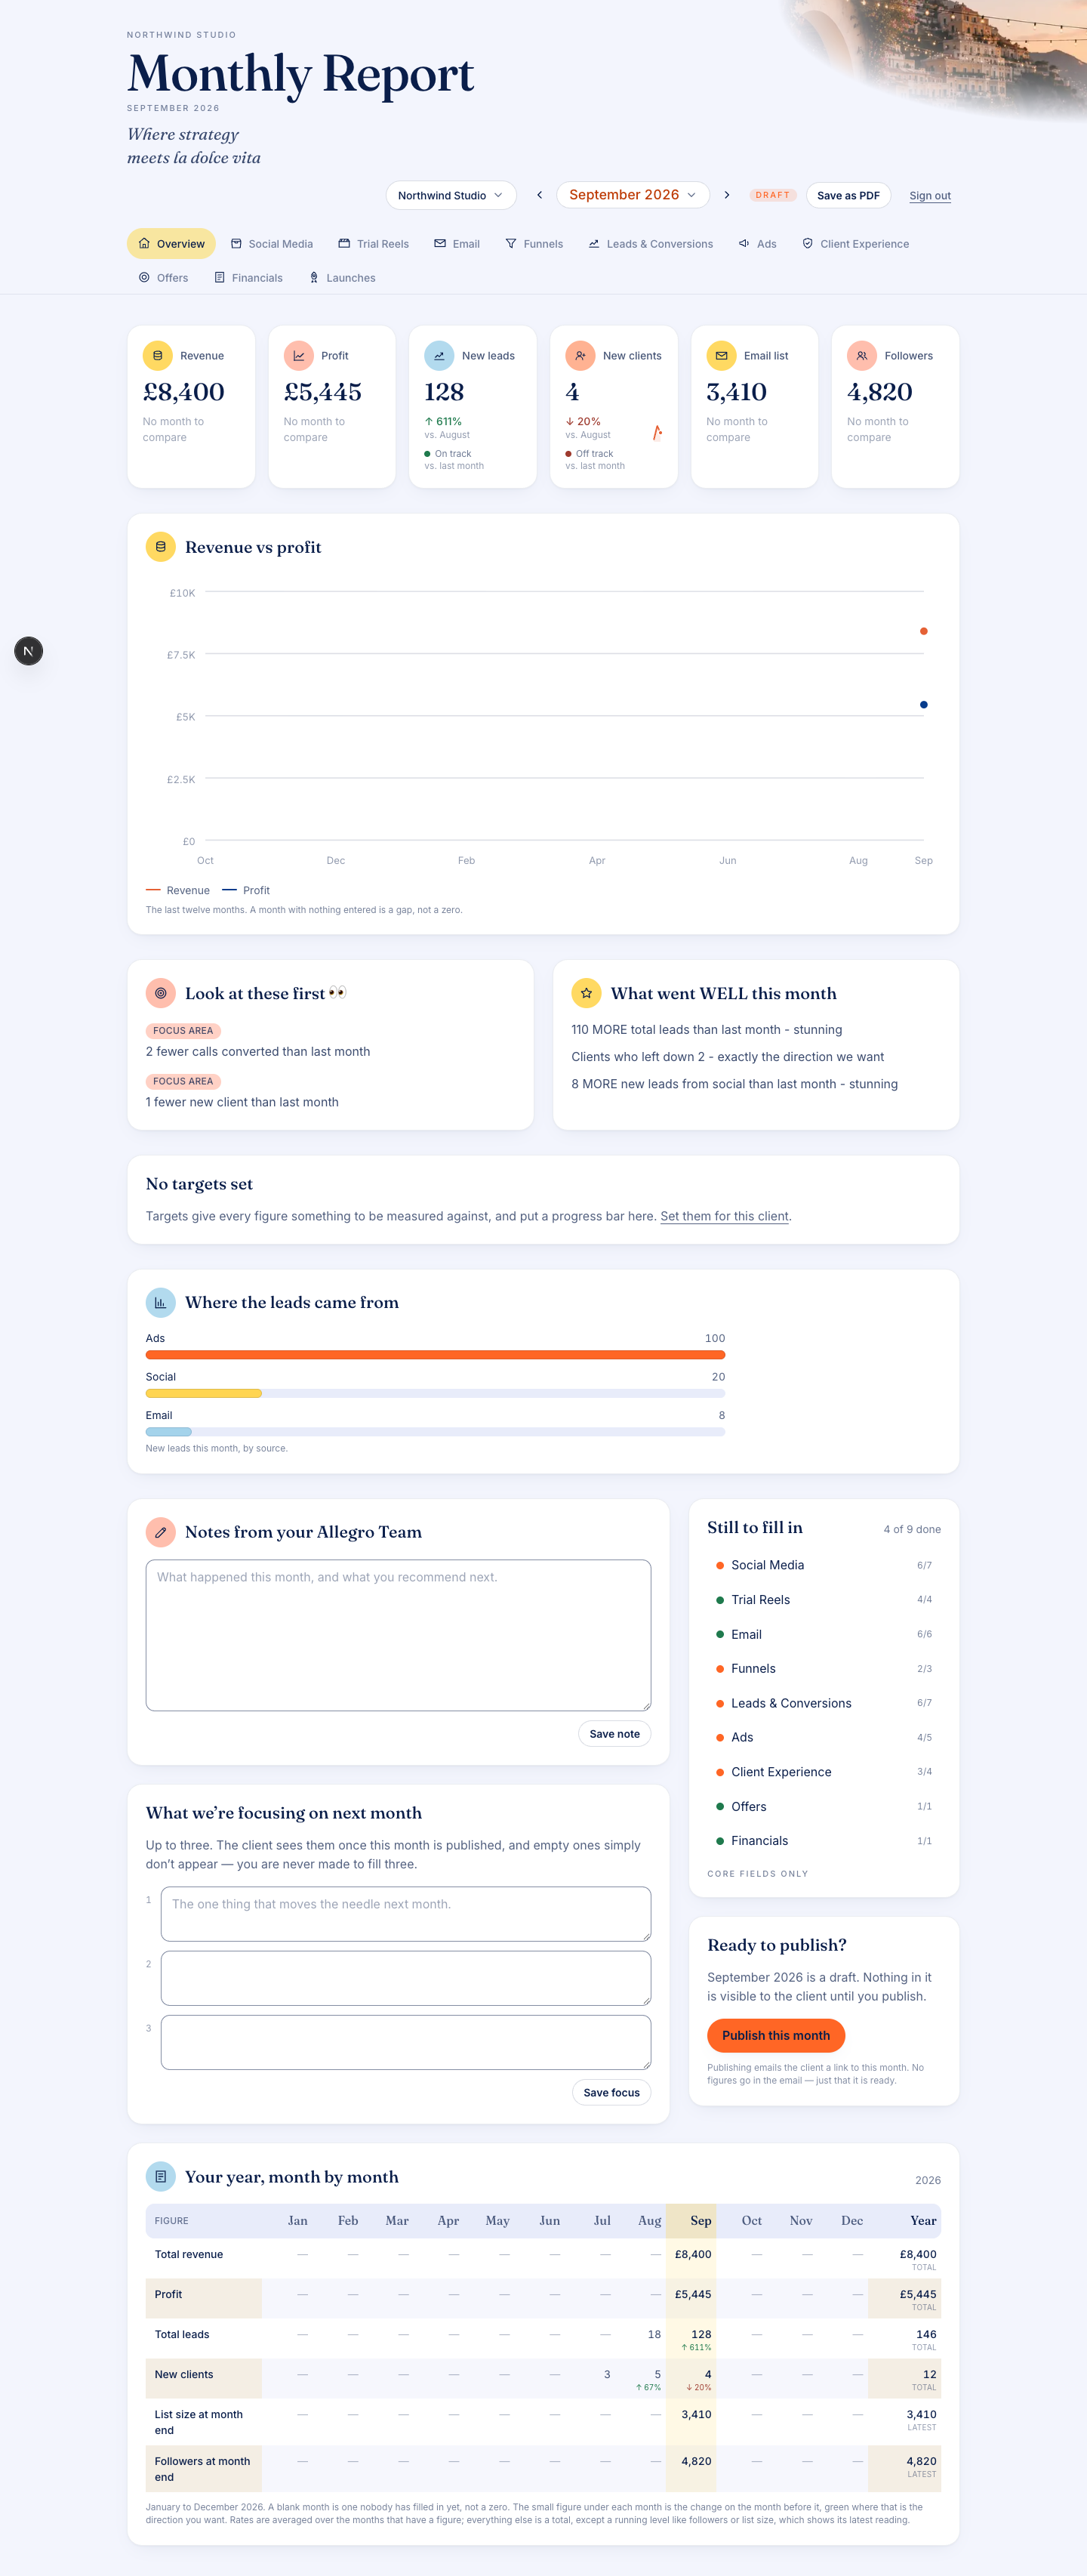 NORTHWIND STUDIO
Monthly Report
SEPTEMBER 2026
Where strategy
meets la dolce vita
Northwind Studio
September 2026
DRAFT
Save as PDF
Sign out
Overview
Social Media
Trial Reels
Email
Funnels
Leads & Conversions
Ads
Client Experience
Offers
Financials
Launches
Revenue
£8,400
No month to
compare
Profit
£5,445
No month to
compare
New leads
128
↑ 611%
vs. August
On track
vs. last month
New clients
4
↓ 20%
vs. August
Off track
vs. last month
Email list
3,410
No month to
compare
Followers
4,820
No month to
compare
Revenue vs profit
£10K
£7.5K
£5K
£2.5K
£0
Oct Dec Feb Apr Jun Aug Sep
Revenue Profit
The last twelve months. A month with nothing entered is a gap, not a zero.
N
Look at these first 👀
FOCUS AREA
2 fewer calls converted than last month
FOCUS AREA
1 fewer new client than last month
What went WELL this month
110 MORE total leads than last month - stunning
Clients who left down 2 - exactly the direction we want
8 MORE new leads from social than last month - stunning
No targets set
Targets give every figure something to be measured against, and put a progress bar here. Set them for this client.
Where the leads came from
Ads 100
Social 20
Email 8
New leads this month, by source.
Notes from your Allegro Team
What happened this month, and what you recommend next.
Save note
What we’re focusing on next month
Up to three. The client sees them once this month is published, and empty ones simply
don’t appear — you are never made to fill three.
1 The one thing that moves the needle next month.
2
3
Save focus
Still to fill in 4 of 9 done
Social Media 6/7
Trial Reels 4/4
Email 6/6
Funnels 2/3
Leads & Conversions 6/7
Ads 4/5
Client Experience 3/4
Offers 1/1
Financials 1/1
CORE FIELDS ONLY
Ready to publish?
September 2026 is a draft. Nothing in it
is visible to the client until you publish.
Publish this month
Publishing emails the client a link to this month. No
figures go in the email — just that it is ready.
Your year, month by month 2026
FIGURE Jan Feb Mar Apr May Jun Jul Aug Sep Oct Nov Dec Year
Total revenue — — — — — — — — £8,400 — — — £8,400
TOTAL
Profit — — — — — — — — £5,445 — — — £5,445
TOTAL
Total leads — — — — — — — 18 128 — — — 146
↑ 611% TOTAL
New clients — — — — — — 3 5 4 — — — 12
↑ 67% ↓ 20% TOTAL
List size at month — — — — — — — — 3,410 — — — 3,410
end LATEST
Followers at month — — — — — — — — 4,820 — — — 4,820
end LATEST
January to December 2026. A blank month is one nobody has filled in yet, not a zero. The small figure under each month is the change on the month before it, green where that is the
direction you want. Rates are averaged over the months that have a figure; everything else is a total, except a running level like followers or list size, which shows its latest reading.